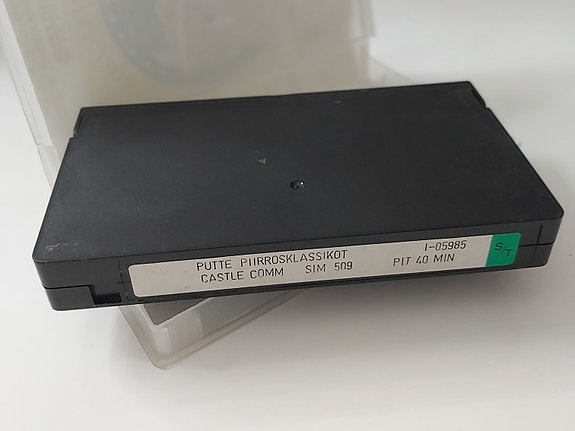 PUTTE PIIRROSKLASSIKOT I-05985
CASTLE COMM SIM 509 PIT 40 MIN
S/T